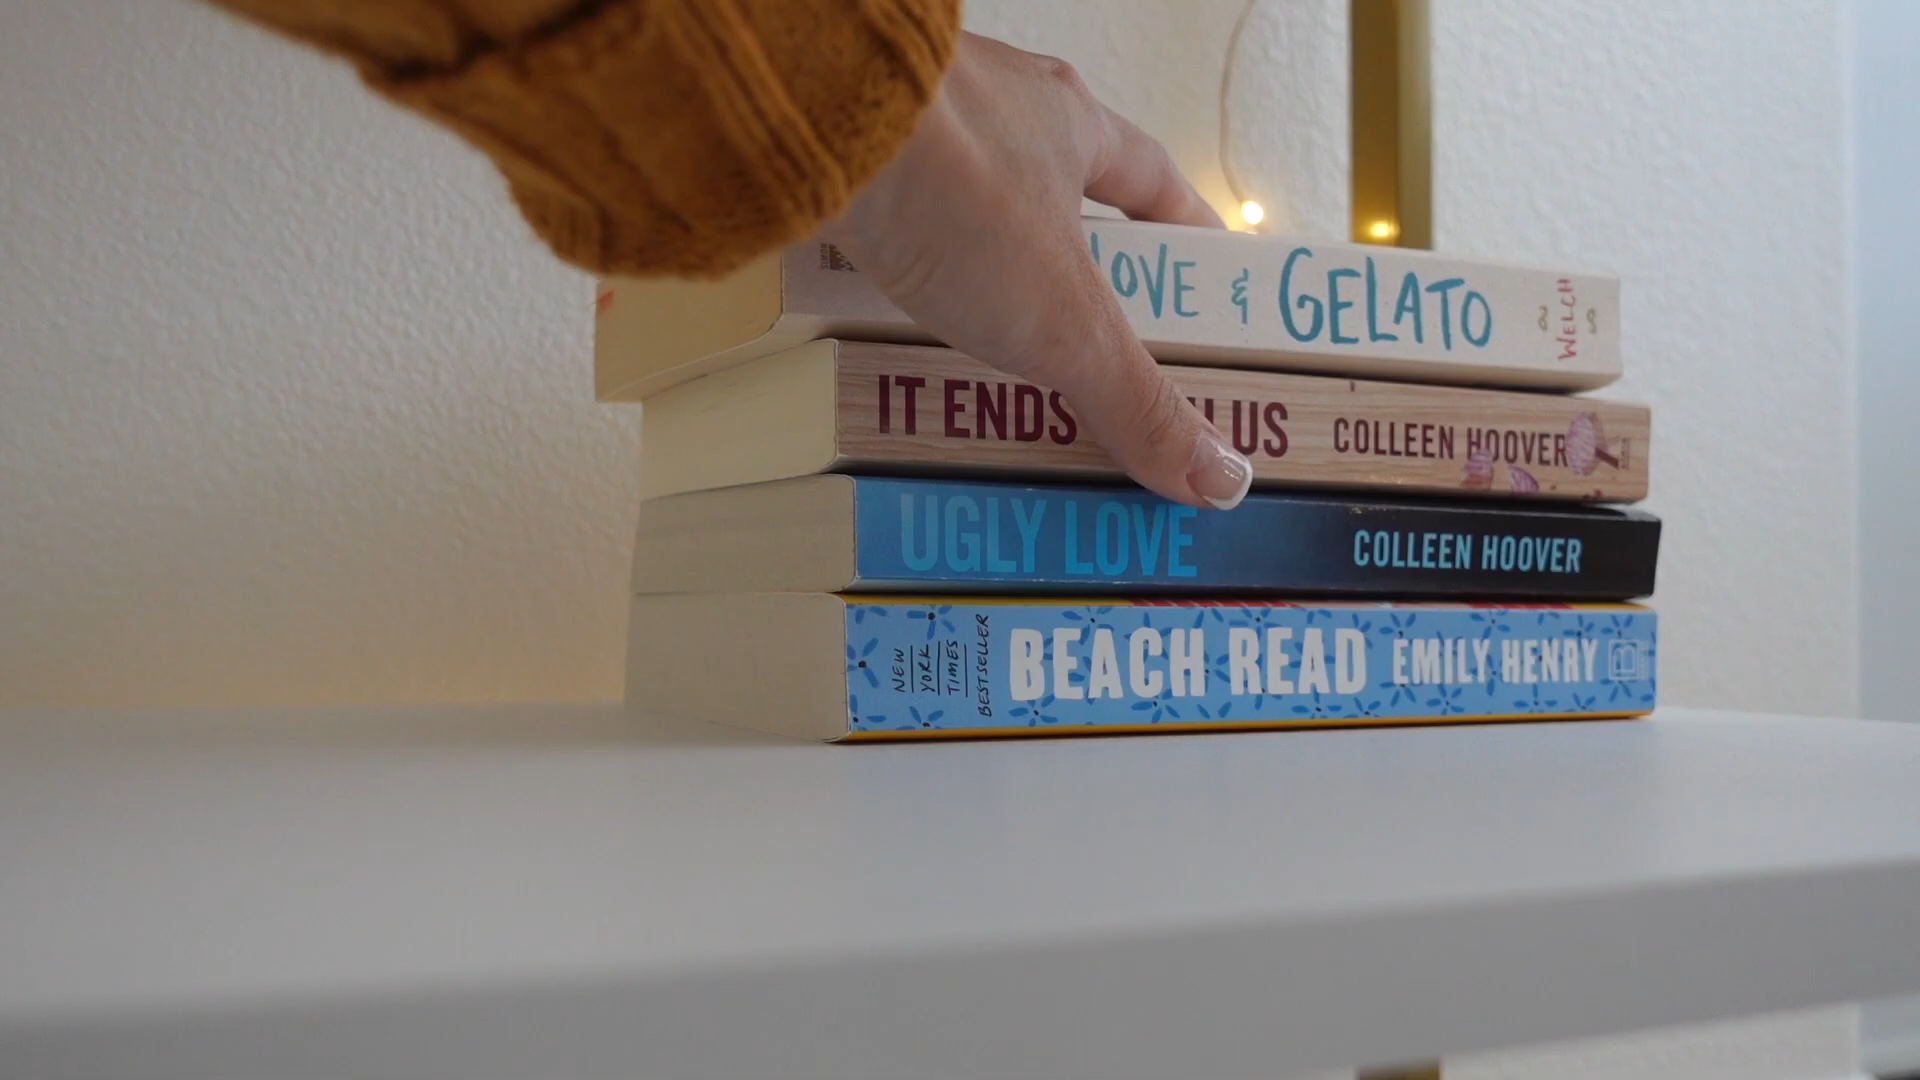 LOVE & GELATO WELCH
IT ENDS US COLLEEN HOOVER
UGLY LOVE COLLEEN HOOVER
NEW YORK TIMES BESTSELLER BEACH READ EMILY HENRY